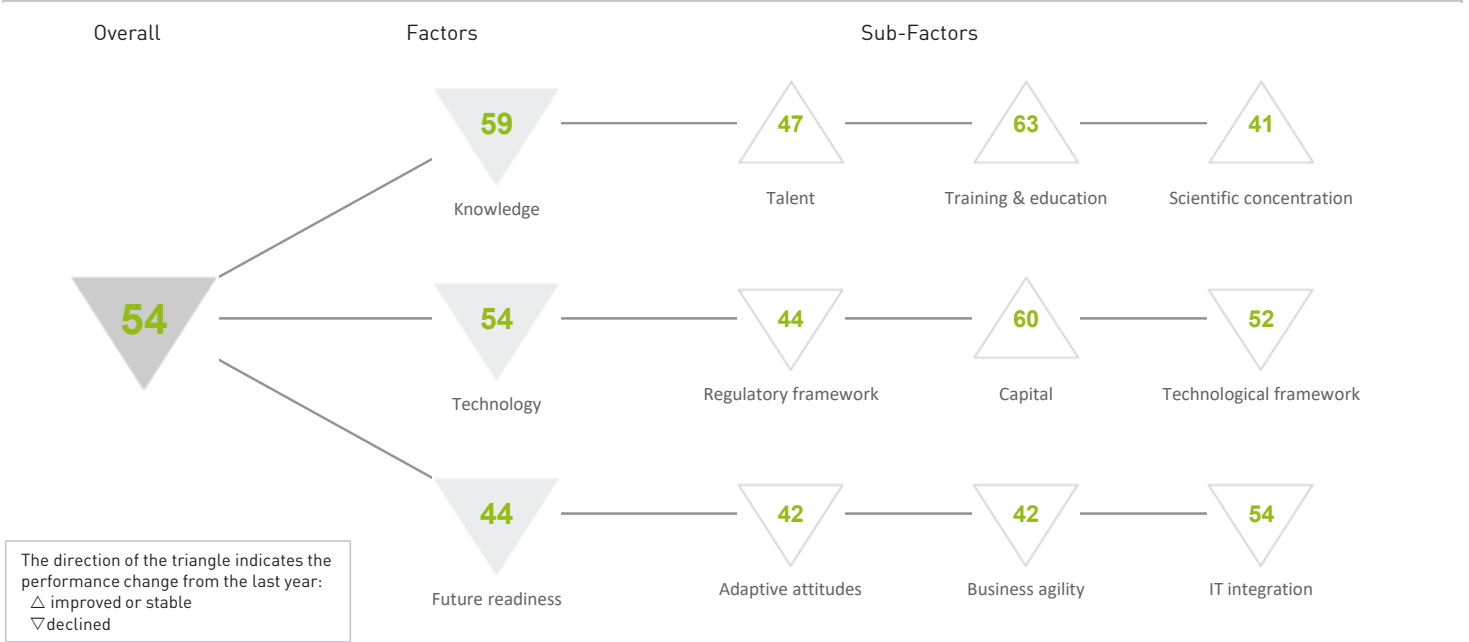 Overall
Factors
Sub-Factors
59
47
63
41
Knowledge
Talent
Training & education
Scientific concentration
54
54
44
60
52
Technology
Regulatory framework
Capital
Technological framework
44
42
42
54
Future readiness
Adaptive attitudes
Business agility
IT integration
The direction of the triangle indicates the
performance change from the last year:
△ improved or stable
▽ declined